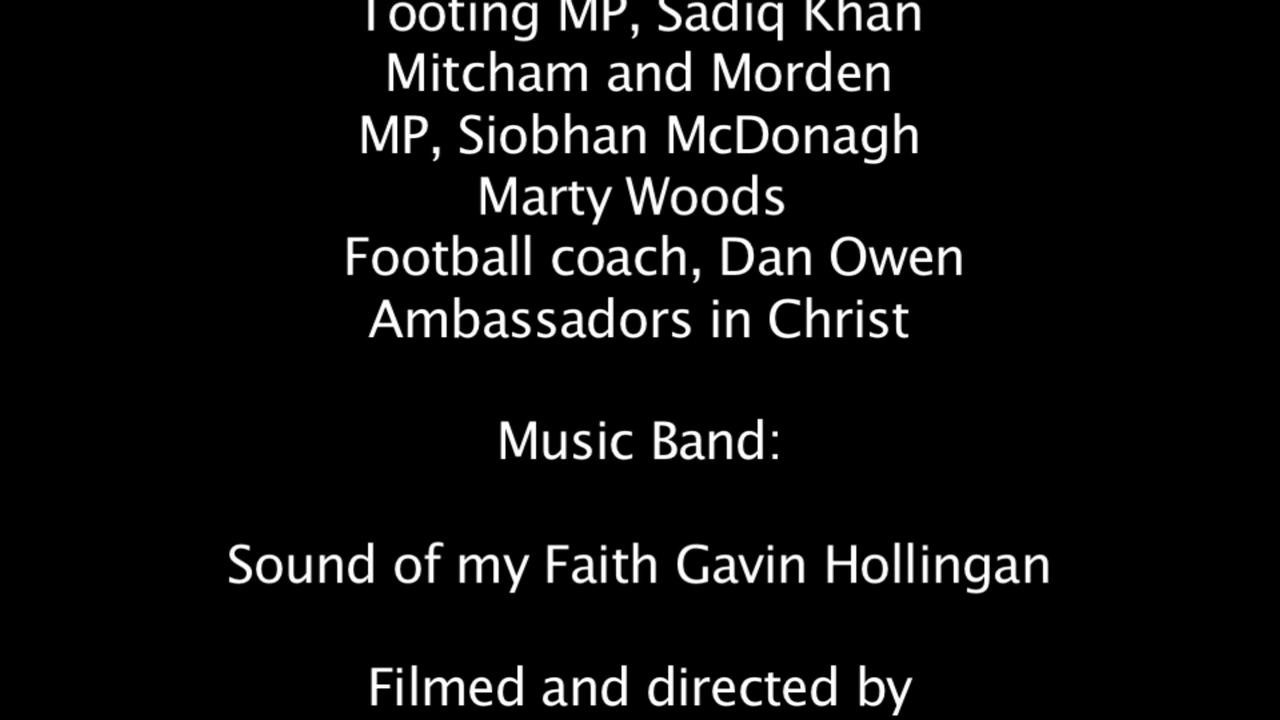 Tooting MP, Sadiq Khan
Mitcham and Morden
MP, Siobhan McDonagh
Marty Woods
Football coach, Dan Owen
Ambassadors in Christ
Music Band:
Sound of my Faith Gavin Hollingan
Filmed and directed by